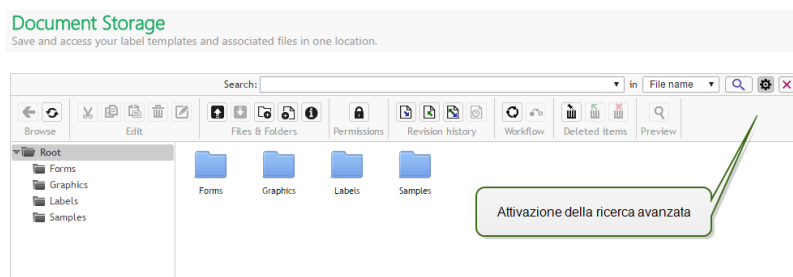 Document Storage
Save and access your label templates and associated files in one location.
Search: in File name
Browse Edit Files & Folders Permissions Revision history Workflow Deleted items Preview
Root
Forms
Graphics
Labels
Samples
Forms Graphics Labels Samples
Attivazione della ricerca avanzata